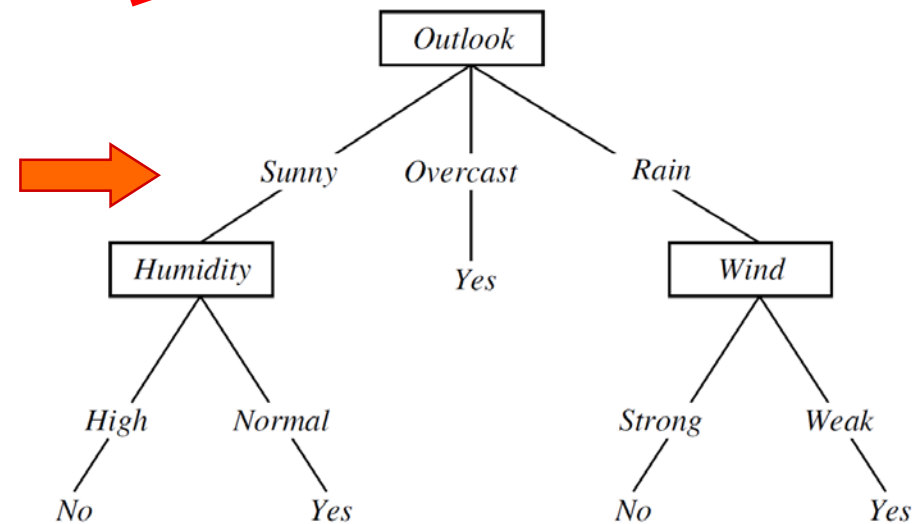 Outlook
Sunny Overcast Rain
Humidity Yes Wind
High Normal Strong Weak
No Yes No Yes